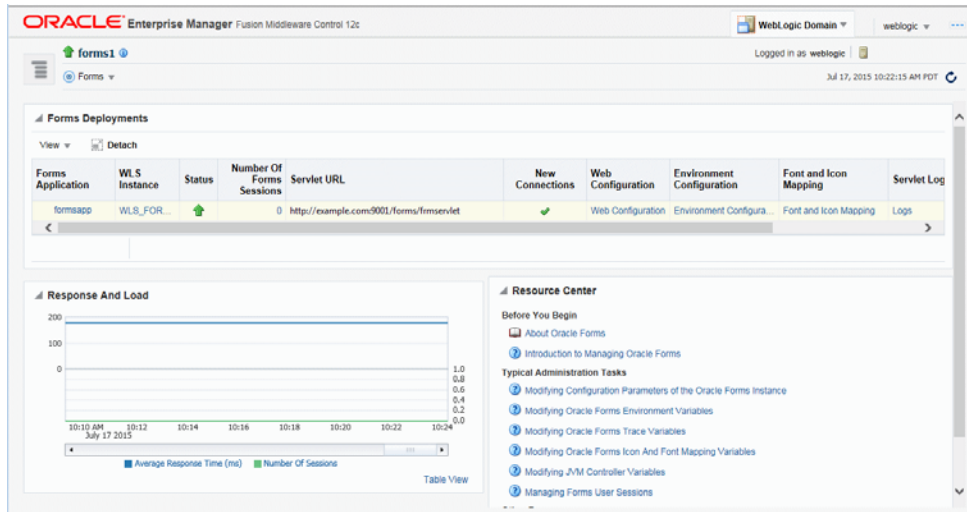 ORACLE Enterprise Manager Fusion Middleware Control 12c
WebLogic Domain
weblogic
forms1
Logged in as weblogic
Forms
Jul 17, 2015 10:22:15 AM PDT
Forms Deployments
View
Detach
Forms Application
WLS Instance
Status
Number Of Forms Sessions
Servlet URL
New Connections
Web Configuration
Environment Configuration
Font and Icon Mapping
Servlet Log
formsapp
WLS_FOR...
0
http://example.com:9001/forms/frmservlet
Web Configuration
Environment Configura...
Font and Icon Mapping
Logs
Response And Load
200
100
0
1.0
0.8
0.6
0.4
0.2
0.0
10:10 AM
10:12
10:14
10:16
10:18
10:20
10:22
10:24
July 17 2015
Average Response Time (ms)
Number Of Sessions
Table View
Resource Center
Before You Begin
About Oracle Forms
Introduction to Managing Oracle Forms
Typical Administration Tasks
Modifying Configuration Parameters of the Oracle Forms Instance
Modifying Oracle Forms Environment Variables
Modifying Oracle Forms Trace Variables
Modifying Oracle Forms Icon And Font Mapping Variables
Modifying JVM Controller Variables
Managing Forms User Sessions